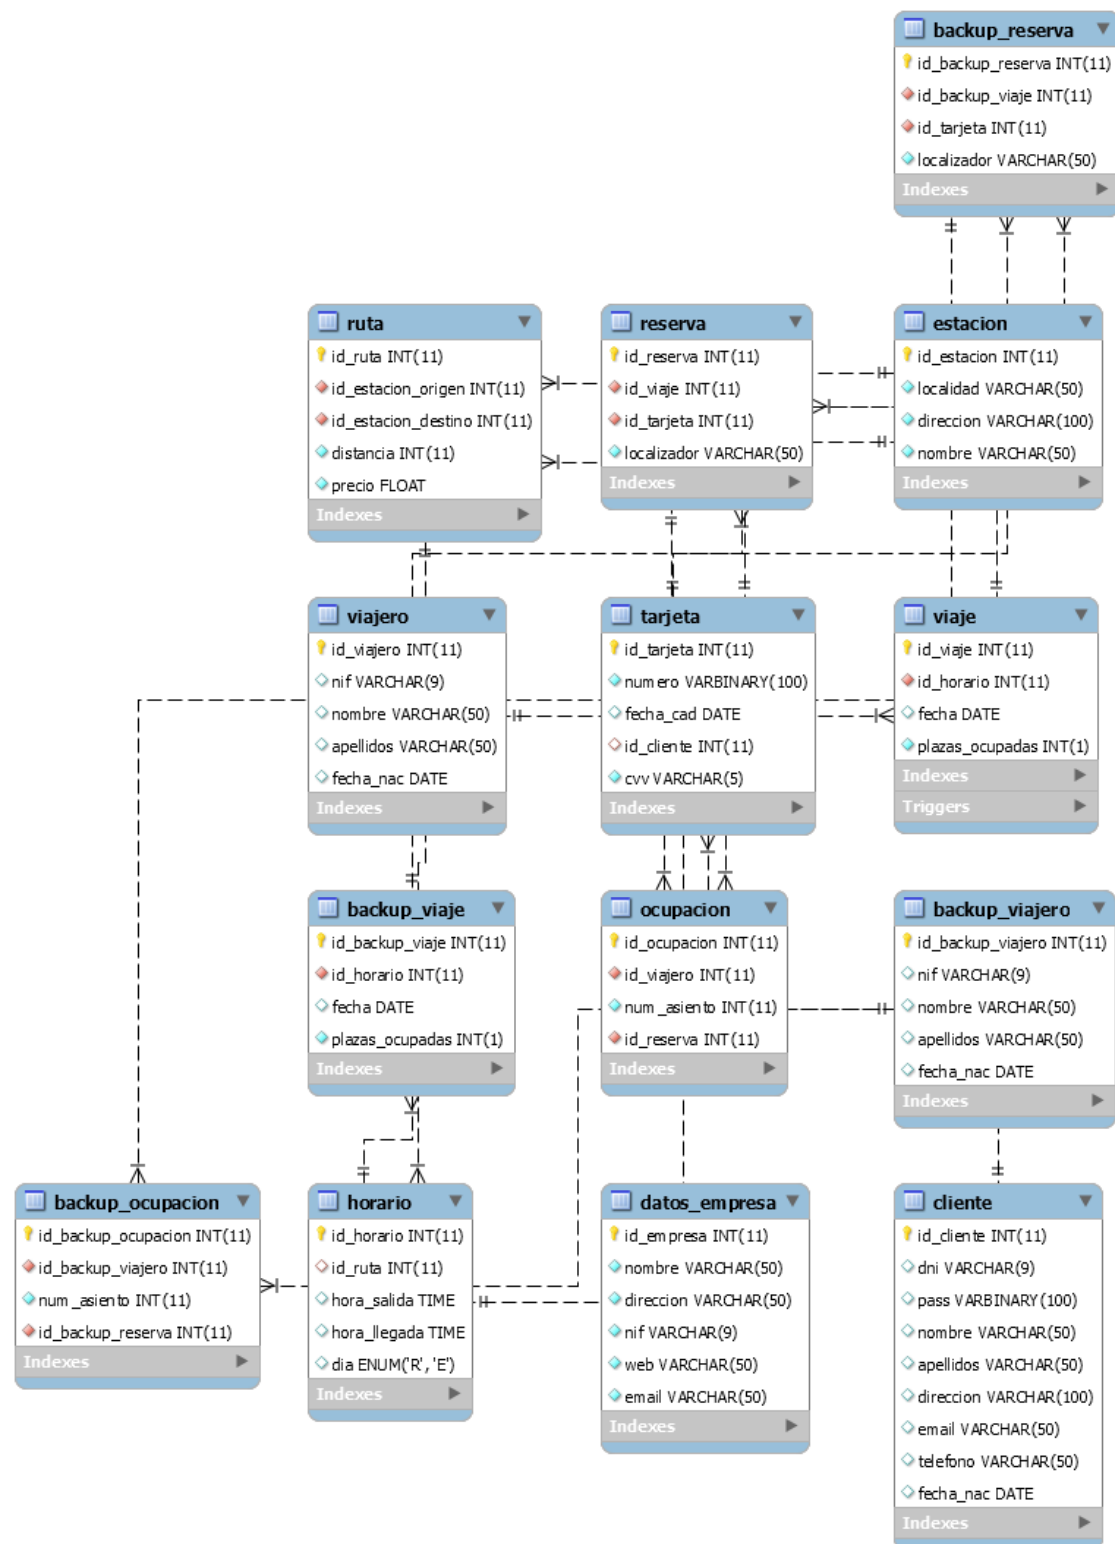 backup_reserva
id_backup_reserva INT(11)
id_backup_viaje INT(11)
id_tarjeta INT(11)
localizador VARCHAR(50)
Indexes
ruta
id_ruta INT(11)
id_estacion_origen INT(11)
id_estacion_destino INT(11)
distancia INT(11)
precio FLOAT
Indexes
reserva
id_reserva INT(11)
id_viaje INT(11)
id_tarjeta INT(11)
localizador VARCHAR(50)
Indexes
estacion
id_estacion INT(11)
localidad VARCHAR(50)
direccion VARCHAR(100)
nombre VARCHAR(50)
Indexes
viajero
id_viajero INT(11)
nif VARCHAR(9)
nombre VARCHAR(50)
apellidos VARCHAR(50)
fecha_nac DATE
Indexes
tarjeta
id_tarjeta INT(11)
numero VARBINARY(100)
fecha_cad DATE
id_cliente INT(11)
cvv VARCHAR(5)
Indexes
viaje
id_viaje INT(11)
id_horario INT(11)
fecha DATE
plazas_ocupadas INT(1)
Indexes
Triggers
backup_viaje
id_backup_viaje INT(11)
id_horario INT(11)
fecha DATE
plazas_ocupadas INT(1)
Indexes
ocupacion
id_ocupacion INT(11)
id_viajero INT(11)
num_asiento INT(11)
id_reserva INT(11)
Indexes
backup_viajero
id_backup_viajero INT(11)
nif VARCHAR(9)
nombre VARCHAR(50)
apellidos VARCHAR(50)
fecha_nac DATE
Indexes
backup_ocupacion
id_backup_ocupacion INT(11)
id_backup_viajero INT(11)
num_asiento INT(11)
id_backup_reserva INT(11)
Indexes
horario
id_horario INT(11)
id_ruta INT(11)
hora_salida TIME
hora_llegada TIME
dia ENUM('R','E')
Indexes
datos_empresa
id_empresa INT(11)
nombre VARCHAR(50)
direccion VARCHAR(50)
nif VARCHAR(9)
web VARCHAR(50)
email VARCHAR(50)
Indexes
cliente
id_cliente INT(11)
dni VARCHAR(9)
pass VARBINARY(100)
nombre VARCHAR(50)
apellidos VARCHAR(50)
direccion VARCHAR(100)
email VARCHAR(50)
telefono VARCHAR(50)
fecha_nac DATE
Indexes